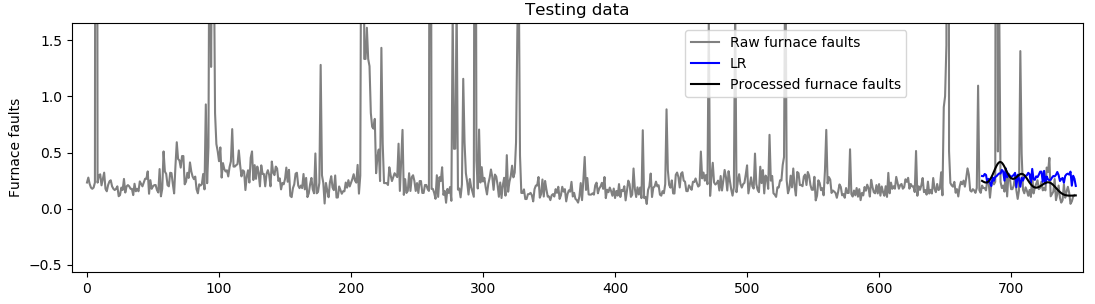 Testing data
Furnace faults
1.5
1.0
0.5
0.0
−0.5
Raw furnace faults
LR
Processed furnace faults
0 100 200 300 400 500 600 700